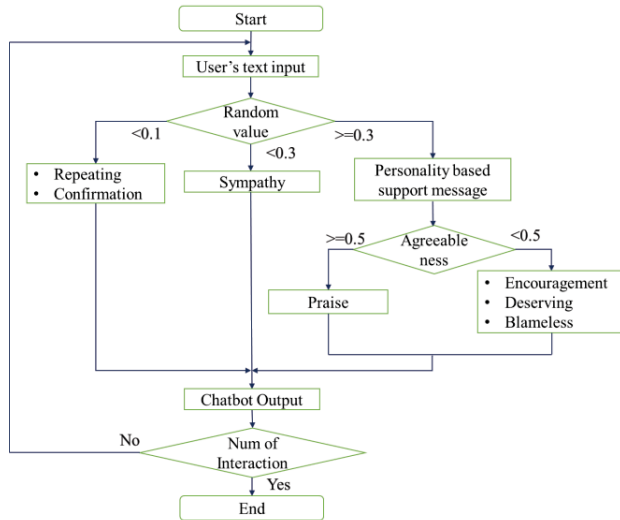 Start
User's text input
Random
value
<0.1
<0.3
>=0.3
• Repeating
• Confirmation
Sympathy
Personality based
support message
>=0.5
Agreeable
ness
<0.5
Praise
• Encouragement
• Deserving
• Blameless
Chatbot Output
No
Num of
Interaction
Yes
End